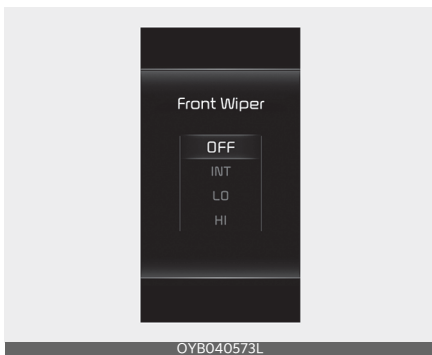 Front Wiper
OFF
INT
LO
HI
OYB040573L